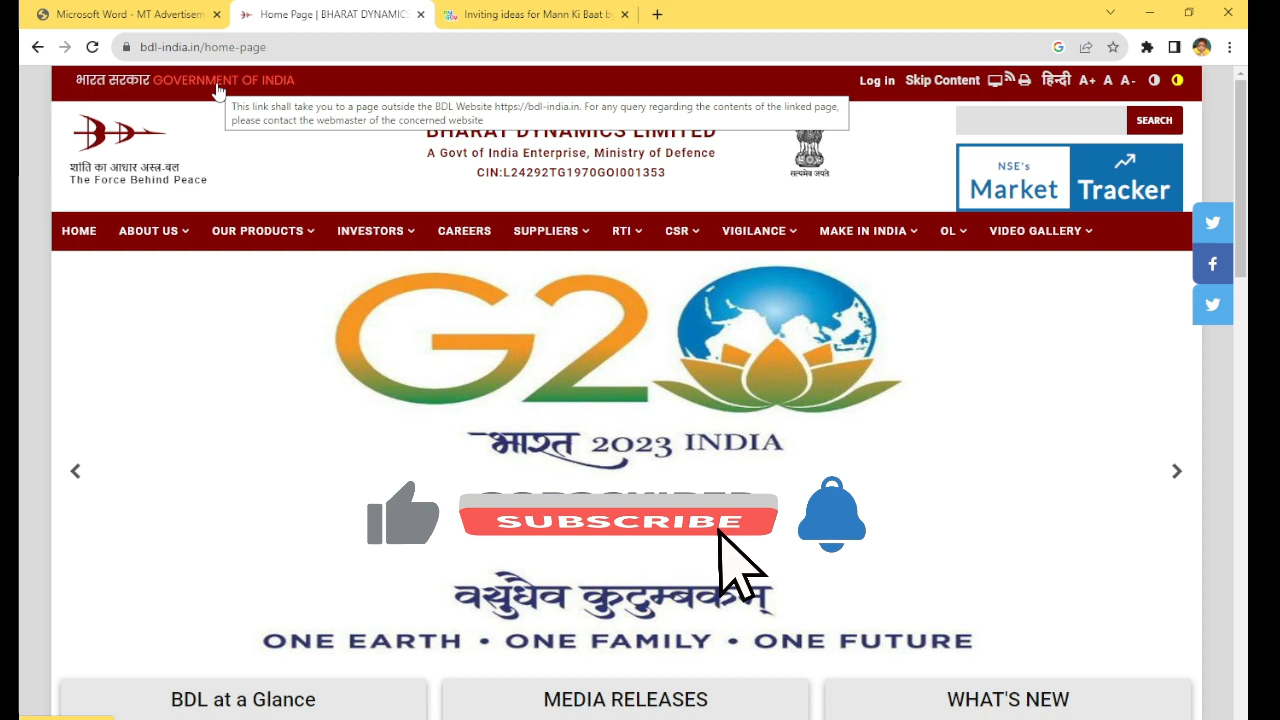 Microsoft Word - MT Advertisem
Home Page | BHARAT DYNAMICS
Inviting ideas for Mann Ki Baat b
bdl-india.in/home-page
भारत सरकार GOVERNMENT OF INDIA
Log in Skip Content हिन्दी A+ A A-
This link shall take you to a page outside the BDL Website https://bdl-india.in. For any query regarding the contents of the linked page,
please contact the webmaster of the concerned website
BHARAT DYNAMICS LIMITED
A Govt of India Enterprise, Ministry of Defence
CIN:L24292TG1970GOI001353
शांति का आधार अस्त्र-बल
The Force Behind Peace
सत्यमेव जयते
SEARCH
NSE's
Market Tracker
HOME ABOUT US OUR PRODUCTS INVESTORS CAREERS SUPPLIERS RTI CSR VIGILANCE MAKE IN INDIA OL VIDEO GALLERY
G20
भारत 2023 INDIA
SUBSCRIBE
वसुधैव कुटुम्बकम्
ONE EARTH • ONE FAMILY • ONE FUTURE
BDL at a Glance
MEDIA RELEASES
WHAT'S NEW